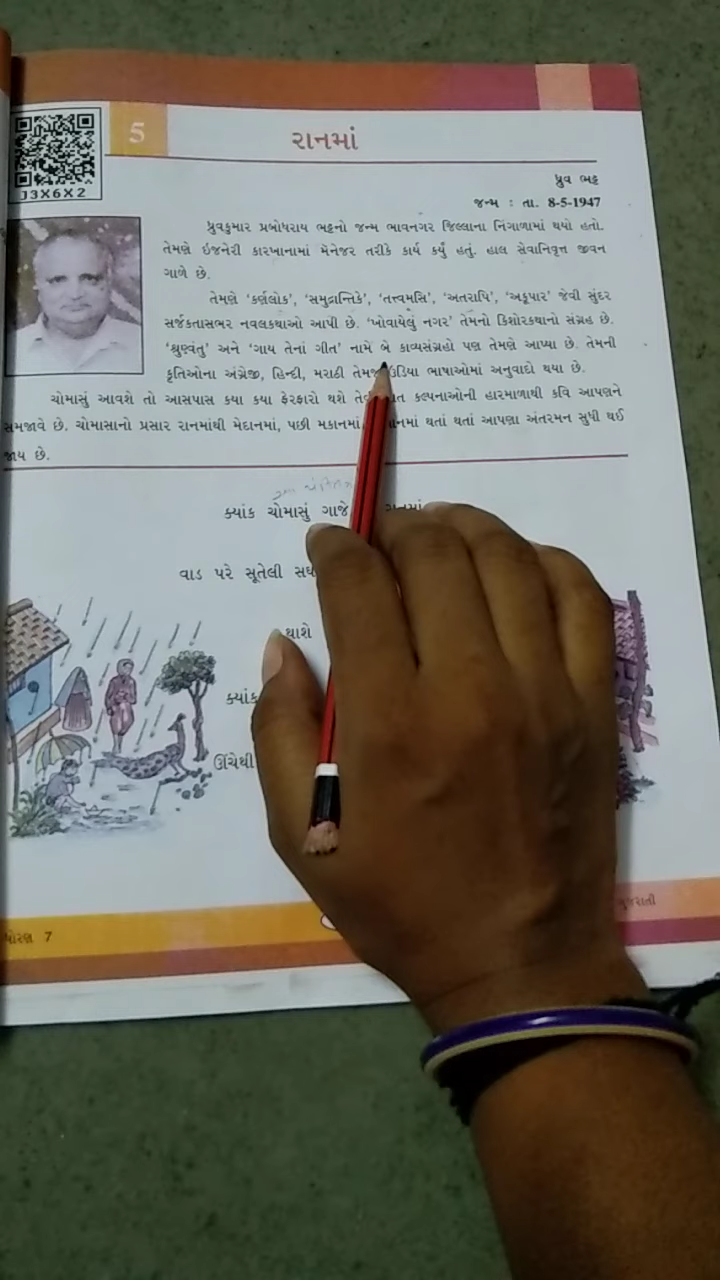 J3X6X2
5
રાનમાં
ધ્રુવ ભટ્ટ
જન્મ : તા. 8-5-1947
ધ્રુવકુમાર પ્રબોધરાય ભટ્ટનો જન્મ ભાવનગર જિલ્લાના નિંગાળામાં થયો હતો.
તેમણે ઇજનેરી કારખાનામાં મૅનેજર તરીકે કાર્ય કર્યું હતું. હાલ સેવાનિવૃત્ત જીવન
ગાળે છે.
તેમણે ‘કર્ણલોક’, ‘સમુદ્રાન્તિકે’, ‘તત્ત્વમસિ’, ‘અતરાપિ’, ‘અકૂપાર’ જેવી સુંદર
સર્જકતાસભર નવલકથાઓ આપી છે. ‘ખોવાયેલું નગર’ તેમનો કિશોરકથાનો સંગ્રહ છે.
‘શ્રુણ્વંતુ’ અને ‘ગાય તેનાં ગીત’ નામે બે કાવ્યસંગ્રહો પણ તેમણે આપ્યા છે. તેમની
કૃતિઓના અંગ્રેજી, હિન્દી, મરાઠી તેમજ ઉડિયા ભાષાઓમાં અનુવાદો થયા છે.
ચોમાસું આવશે તો આસપાસ કયા કયા ફેરફારો થશે કલ્પનાઓની હારમાળાથી કવિ આપણને
સમજાવે છે. ચોમાસાનો પ્રસાર રાનમાંથી મેદાનમાં, પછી મકાનમાં, થતાં થતાં આપણા અંતરમન સુધી થઈ
જાય છે.
ક્યાંક ચોમાસું ગાજે
વાડ પરે સૂતેલી
થાશે
ક્યાંક
ઊંચેથી
ધોરણ 7
ગુજરાતી